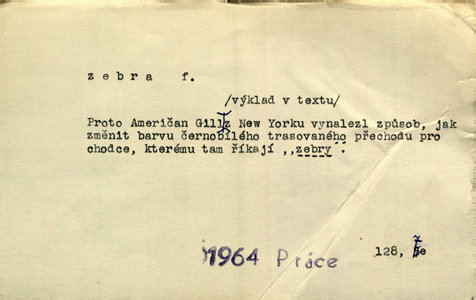 zebra f.
/výklad v textu/
Proto Američan Gill z New Yorku vynalezl způsob, jak
změnit barvu černobílého trasovaného přechodu pro
chodce, kterému tam říkají ,,zebry´´.
1964 Práce 128,